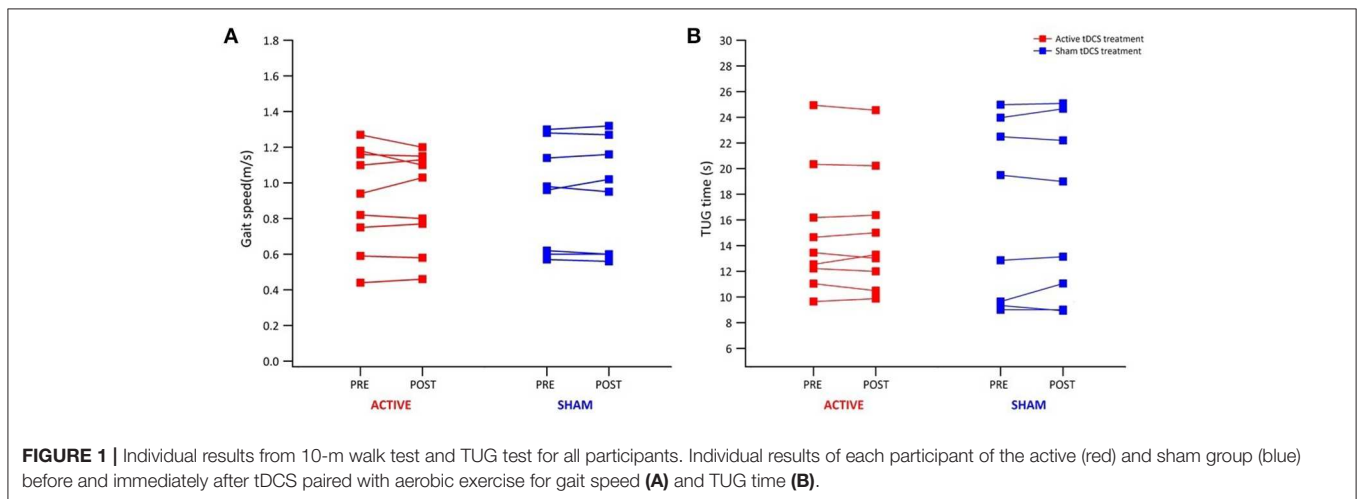 A
Gait speed(m/s)
1.8
1.6
1.4
1.2
1.0
0.8
0.6
0.4
0.2
0.0
PRE POST PRE POST
ACTIVE SHAM
B
Active tDCS treatment
Sham tDCS treatment
TUG time (s)
30
28
26
24
22
20
18
16
14
12
10
8
6
PRE POST PRE POST
ACTIVE SHAM
FIGURE 1 | Individual results from 10-m walk test and TUG test for all participants. Individual results of each participant of the active (red) and sham group (blue)
before and immediately after tDCS paired with aerobic exercise for gait speed (A) and TUG time (B).